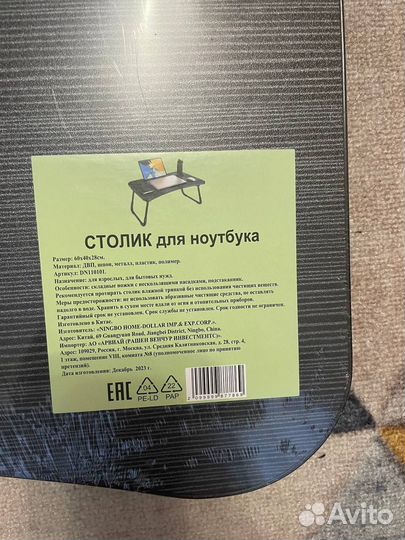 СТОЛИК для ноутбука
Размер: 60х40х28см.
Материал: ДВП, шпон, металл, пластик, полимер.
Артикул: DN110101.
Назначение: для взрослых, для бытовых нужд.
Особенности: складные ножки с нескользящими насадками, подстаканник.
Рекомендуется протирать столик влажной тряпкой без использования чистящих веществ.
Меры предосторожности: не использовать абразивные чистящие средства, не оставлять
надолго в воде. Хранить в сухом месте вдали от огня и отопительных приборов.
Гарантийный срок не установлен. Срок службы не установлен. Срок годности не ограничен.
Изготовлено в Китае.
Изготовитель: «NINGBO HOME-DOLLAR IMP.& EXP.CORP.»,
Адрес: Китай, 69 Guangyuan Road, Jiangbei District, Ningbo, China.
Импортер: АО «АРВИАЙ (РАШЕН ВЕНЧУР ИНВЕСТМЕНТС)».
Адрес: 109029, Россия, г. Москва, ул. Средняя Калитниковская, д. 28, стр. 4,
1 этаж, помещение VIII, комната №8 (уполномоченное лицо по принятию
претензий).
Дата изготовления: Декабрь 2023 г.
EAC
04
PE-LD
22
PAP
Avito